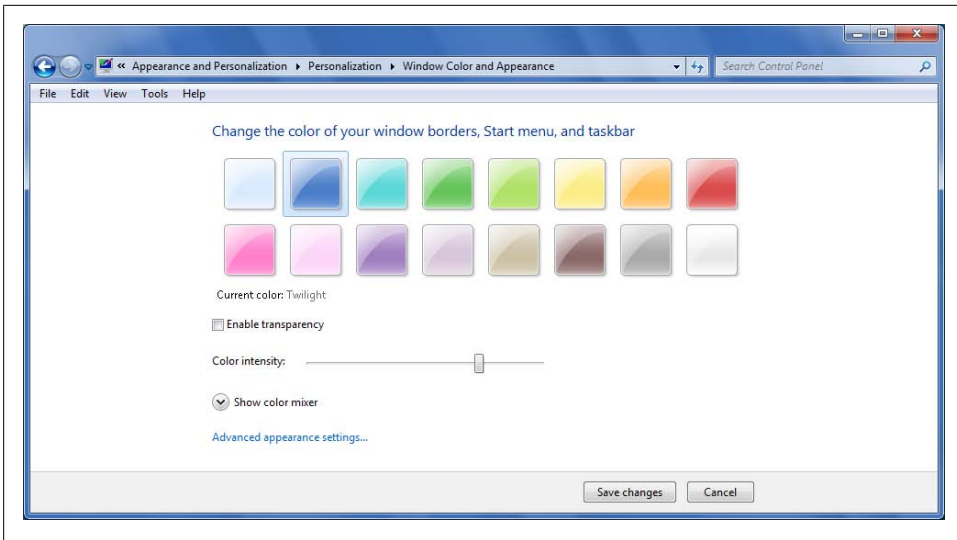 « Appearance and Personalization ▸ Personalization ▸ Window Color and Appearance
Search Control Panel
File Edit View Tools Help
Change the color of your window borders, Start menu, and taskbar
Current color: Twilight
Enable transparency
Color intensity:
Show color mixer
Advanced appearance settings...
Save changes Cancel